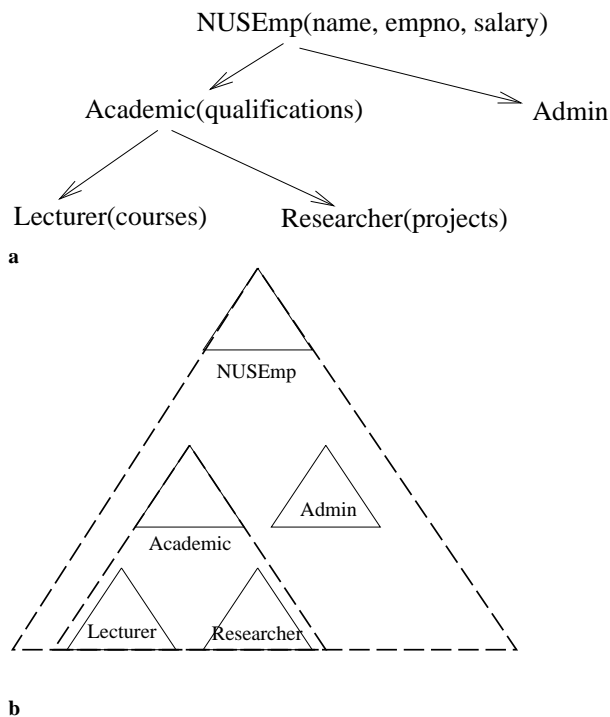 NUSEmp(name, empno, salary)
Academic(qualifications)
Admin
Lecturer(courses)
Researcher(projects)
a
NUSEmp
Admin
Academic
Lecturer
Researcher
b